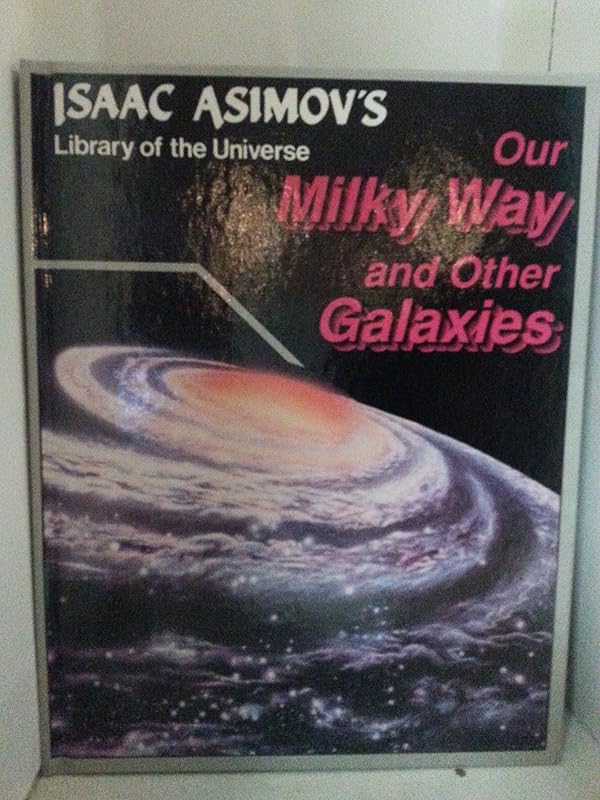 ISAAC ASIMOV'S
Library of the Universe
Our
Milky Way
and Other
Galaxies